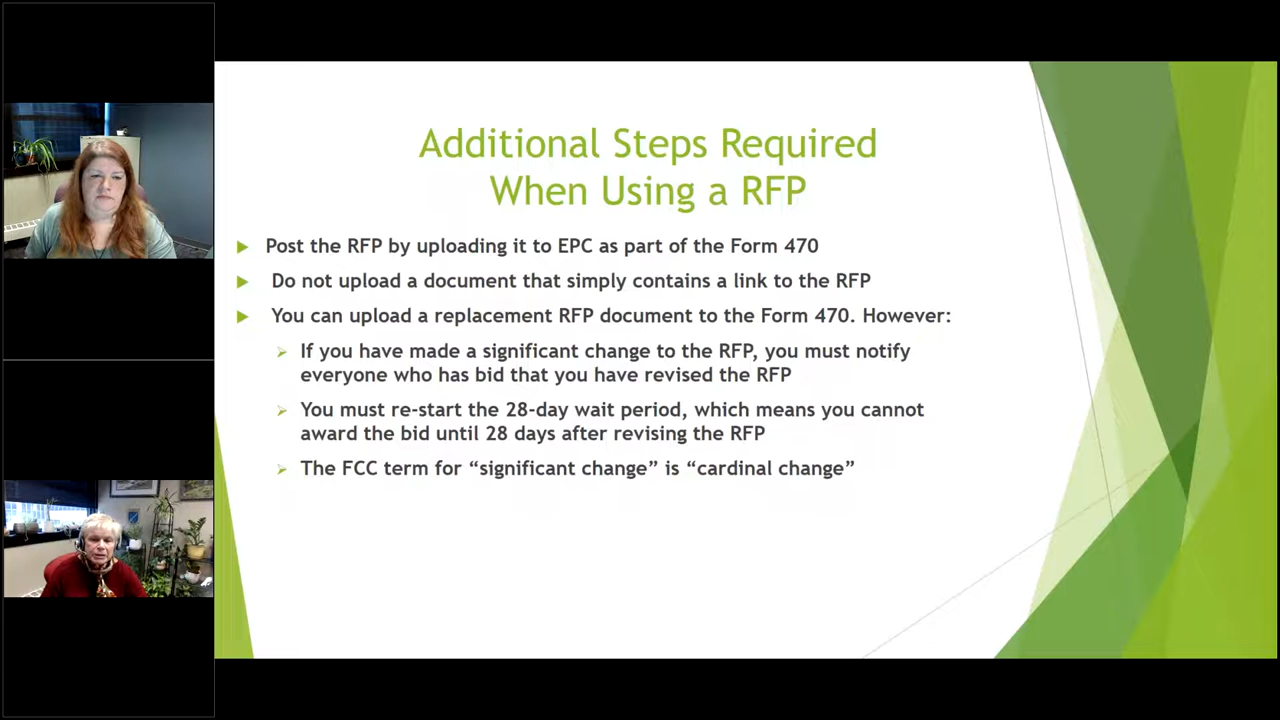 Additional Steps Required
When Using a RFP
Post the RFP by uploading it to EPC as part of the Form 470
Do not upload a document that simply contains a link to the RFP
You can upload a replacement RFP document to the Form 470. However:
If you have made a significant change to the RFP, you must notify
everyone who has bid that you have revised the RFP
You must re-start the 28-day wait period, which means you cannot
award the bid until 28 days after revising the RFP
The FCC term for “significant change” is “cardinal change”